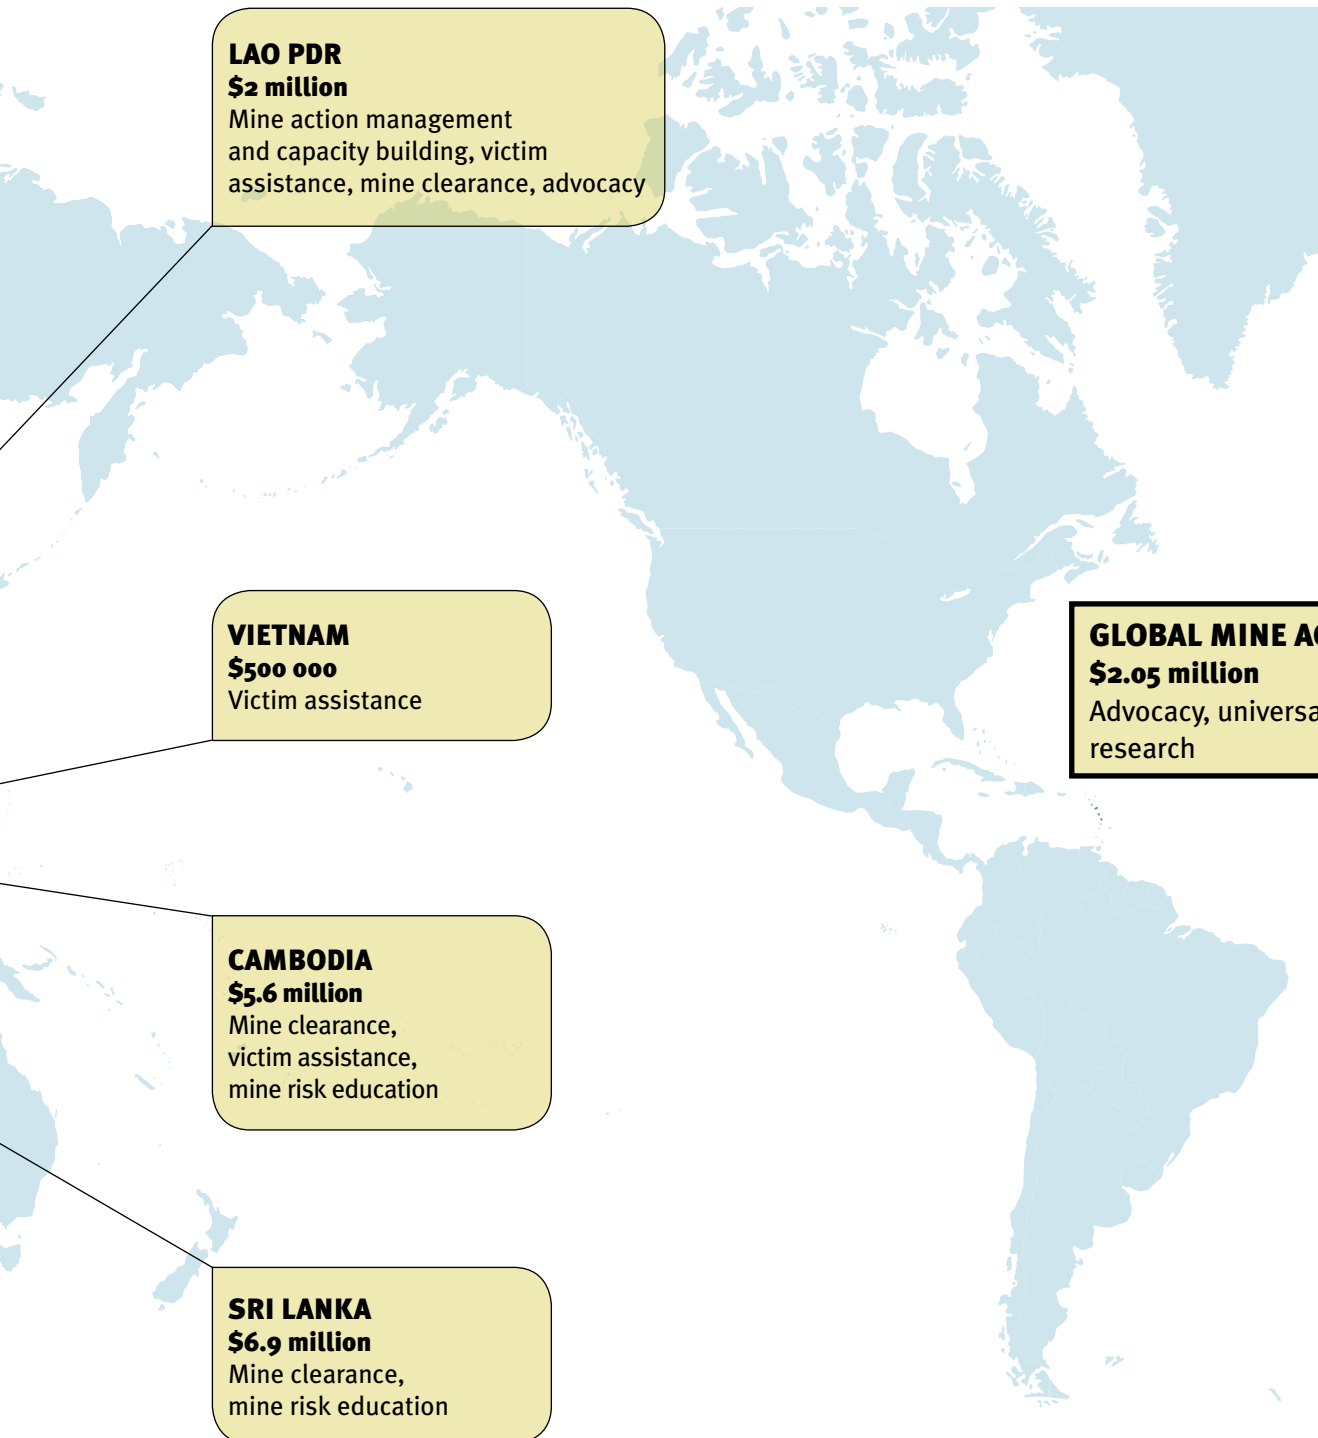 LAO PDR
$2 million
Mine action management
and capacity building, victim
assistance, mine clearance, advocacy
VIETNAM
$500 000
Victim assistance
GLOBAL MINE
$2.05 million
Advocacy,
research
CAMBODIA
$5.6 million
Mine clearance,
victim assistance,
mine risk education
SRI LANKA
$6.9 million
Mine clearance,
mine risk education